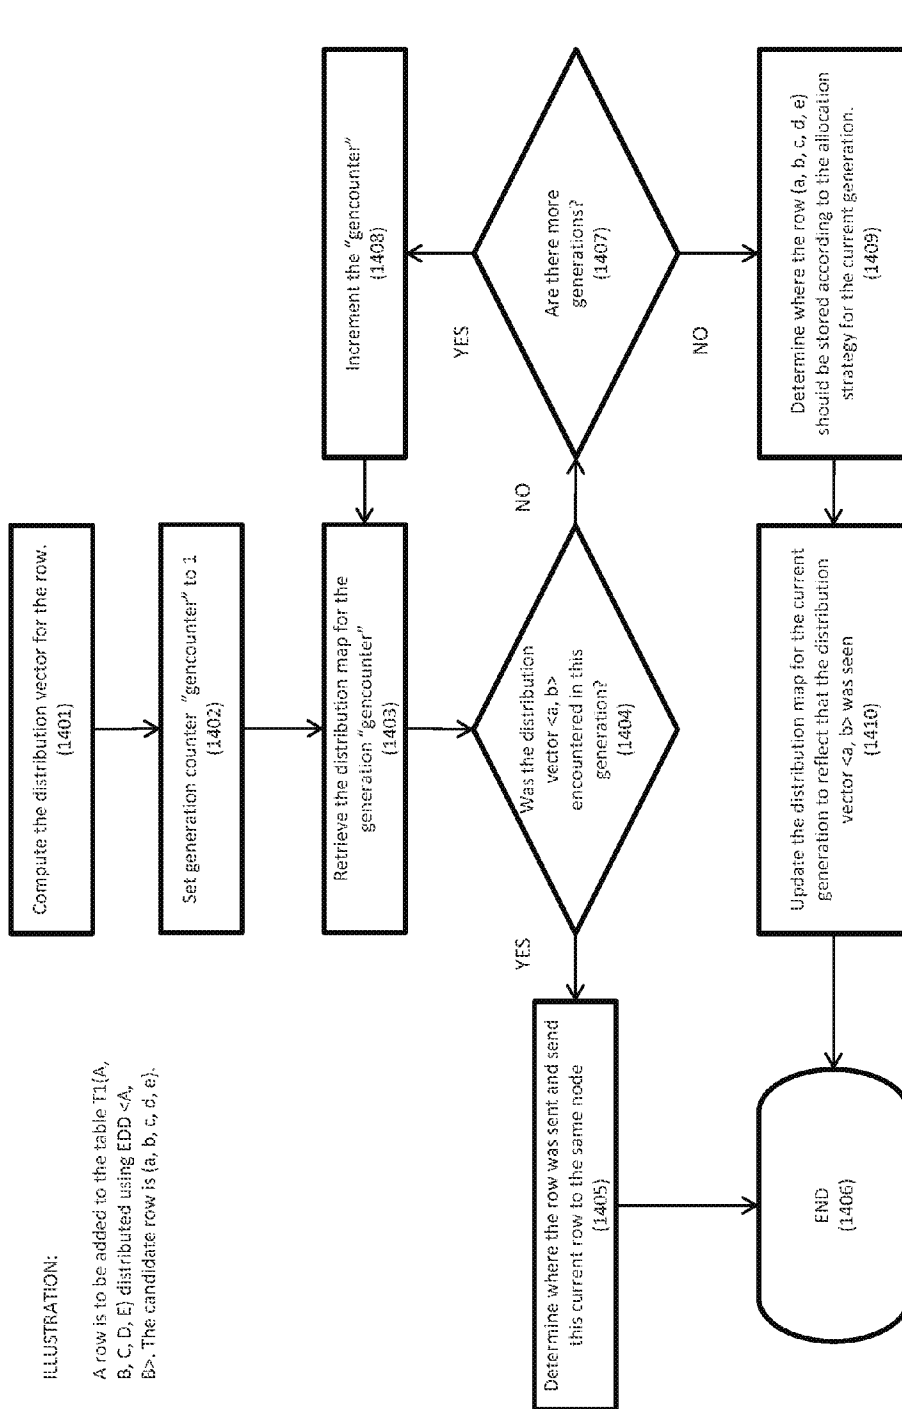 ILLUSTRATION:
A row is to be added to the table T1(A,
B, C, D, E) distributed using EDD <A,
B>. The candidate row is (a, b, c, d, e).
Compute the distribution vector for the row.
(1401)
Set generation counter "gencounter" to 1
(1402)
Retrieve the distribution map for the
generation "gencounter"
(1403)
Increment the "gencounter"
(1408)
Was the distribution
vector <a, b>
encountered in this
generation?
(1404)
YES
NO
Are there more
generations?
(1407)
YES
NO
Determine where the row was sent and send
this current row to the same node
(1405)
Determine where the row (a, b, c, d, e)
should be stored according to the allocation
strategy for the current generation.
(1409)
Update the distribution map for the current
generation to reflect that the distribution
vector <a, b> was seen
(1410)
END
(1406)